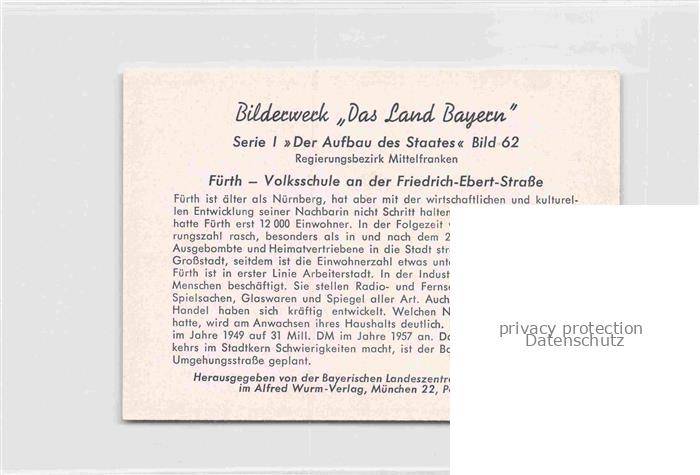 Bilderwerk „Das Land Bayern"
Serie I »Der Aufbau des Staates« Bild 62
Regierungsbezirk Mittelfranken
Fürth – Volksschule an der Friedrich-Ebert-Straße
Fürth ist älter als Nürnberg, hat aber mit der wirtschaftlichen und kulturel-
len Entwicklung seiner Nachbarin nicht Schritt halten
hatte Fürth erst 12 000 Einwohner. In der Folgezeit
rungszahl rasch, besonders als in und nach dem 2
Ausgebombte und Heimatvertriebene in die Stadt
Großstadt, seitdem ist die Einwohnerzahl etwas
Fürth ist in erster Linie Arbeiterstadt. In der
Menschen beschäftigt. Sie stellen Radio- und
Spielsachen, Glaswaren und Spiegel aller Art. Auch
Handel haben sich kräftig entwickelt. Welchen
hatte, wird am Anwachsen ihres Haushalts deutlich.
im Jahre 1949 auf 31 Mill. DM im Jahre 1957 an.
kehrs im Stadtkern Schwierigkeiten macht, ist der
Umgehungsstraße geplant.
Herausgegeben von der Bayerischen
im Alfred Wurm-Verlag, München 22,
privacy protection
Datenschutz